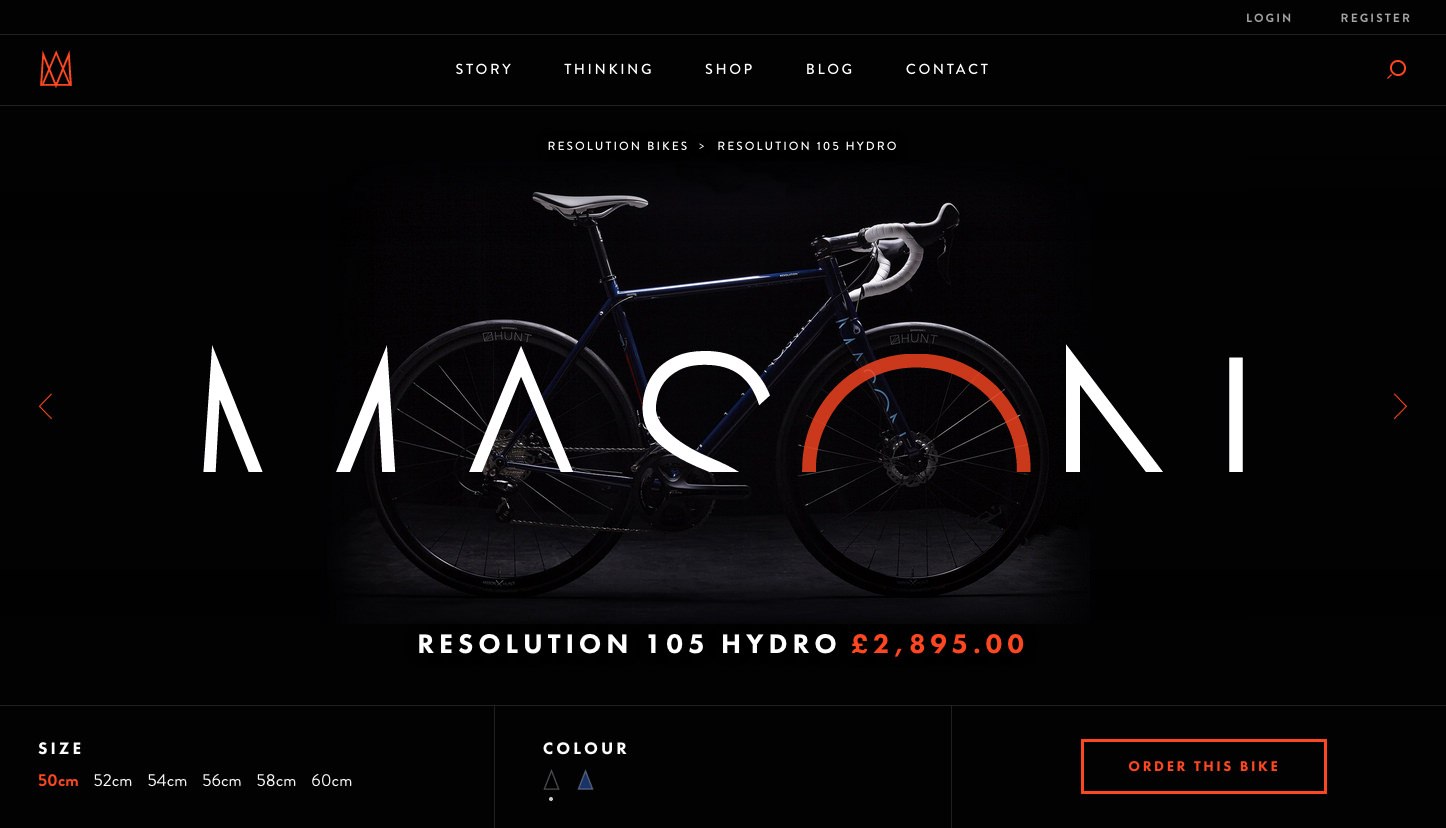 LOGIN REGISTER
STORY THINKING SHOP BLOG CONTACT
RESOLUTION BIKES > RESOLUTION 105 HYDRO
HUNT HUNT
MASON
RESOLUTION 105 HYDRO £2,895.00
SIZE
50cm 52cm 54cm 56cm 58cm 60cm
COLOUR
ORDER THIS BIKE